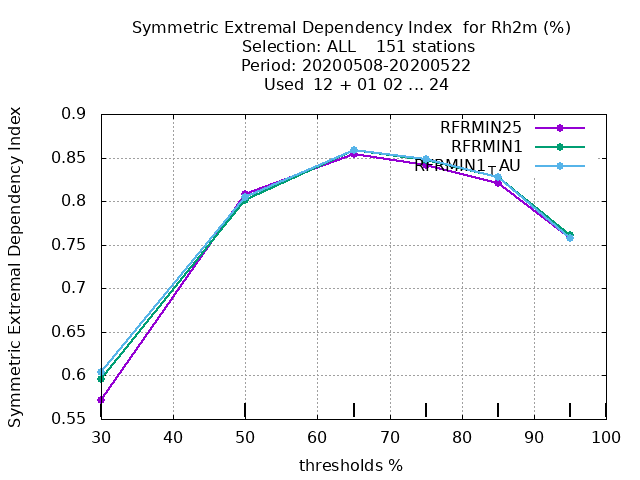 Symmetric Extremal Dependency Index for Rh2m (%)
Selection: ALL 151 stations
Period: 20200508-20200522
Used 12 + 01 02 ... 24
Symmetric Extremal Dependency Index
0.9
0.85
0.8
0.75
0.7
0.65
0.6
0.55
RFRMIN25
RFRMIN1
RFRMIN1_TAU
30 40 50 60 70 80 90 100
thresholds %